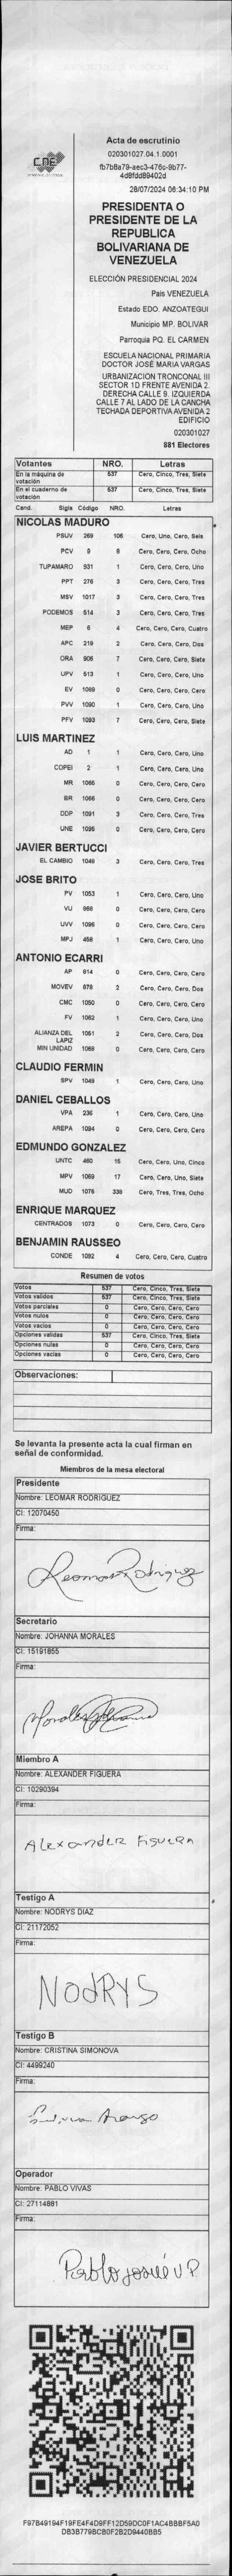 CNE
Acta de escrutinio
020301027.04.1.0001
fb7b8a79-aec3-476c-9b77-
4d8fdd89402d
28/07/2024 06:34:10 PM
PRESIDENTA O
PRESIDENTE DE LA
REPUBLICA
BOLIVARIANA DE
VENEZUELA
ELECCIÓN PRESIDENCIAL 2024
País VENEZUELA
Estado EDO. ANZOATEGUI
Municipio MP. BOLIVAR
Parroquia PQ. EL CARMEN
ESCUELA NACIONAL PRIMARIA
DOCTOR JOSÉ MARIA VARGAS
URBANIZACION TRONCONAL III
SECTOR 1D FRENTE AVENIDA 2.
DERECHA CALLE 9. IZQUIERDA
CALLE 7 AL LADO DE LA CANCHA
TECHADA DEPORTIVA AVENIDA 2
EDIFICIO
020301027
881 Electores
Votantes NRO. Letras
En la máquina de votación 537 Cero, Cinco, Tres, Siete
En el cuaderno de votación 537 Cero, Cinco, Tres, Siete
Cand. Sigla Código NRO. Letras
NICOLAS MADURO
PSUV 269 106 Cero, Uno, Cero, Seis
PCV 9 8 Cero, Cero, Cero, Ocho
TUPAMARO 931 1 Cero, Cero, Cero, Uno
PPT 276 3 Cero, Cero, Cero, Tres
MSV 1017 3 Cero, Cero, Cero, Tres
PODEMOS 514 3 Cero, Cero, Cero, Tres
MEP 6 4 Cero, Cero, Cero, Cuatro
APC 219 2 Cero, Cero, Cero, Dos
ORA 906 7 Cero, Cero, Cero, Siete
UPV 513 1 Cero, Cero, Cero, Uno
EV 1089 0 Cero, Cero, Cero, Cero
PVV 1090 1 Cero, Cero, Cero, Uno
PFV 1093 7 Cero, Cero, Cero, Siete
LUIS MARTINEZ
AD 1 1 Cero, Cero, Cero, Uno
COPEI 2 1 Cero, Cero, Cero, Uno
MR 1065 0 Cero, Cero, Cero, Cero
BR 1066 0 Cero, Cero, Cero, Cero
DDP 1091 3 Cero, Cero, Cero, Tres
UNE 1095 0 Cero, Cero, Cero, Cero
JAVIER BERTUCCI
EL CAMBIO 1048 3 Cero, Cero, Cero, Tres
JOSE BRITO
PV 1053 1 Cero, Cero, Cero, Uno
VU 968 0 Cero, Cero, Cero, Cero
UVV 1096 0 Cero, Cero, Cero, Cero
MPJ 458 1 Cero, Cero, Cero, Uno
ANTONIO ECARRI
AP 814 0 Cero, Cero, Cero, Cero
MOVEV 878 2 Cero, Cero, Cero, Dos
CMC 1050 0 Cero, Cero, Cero, Cero
FV 1062 1 Cero, Cero, Cero, Uno
ALIANZA DEL LAPIZ 1051 2 Cero, Cero, Cero, Dos
MIN UNIDAD 1068 0 Cero, Cero, Cero, Cero
CLAUDIO FERMIN
SPV 1049 1 Cero, Cero, Cero, Uno
DANIEL CEBALLOS
VPA 236 1 Cero, Cero, Cero, Uno
AREPA 1094 0 Cero, Cero, Cero, Cero
EDMUNDO GONZALEZ
UNTC 460 15 Cero, Cero, Uno, Cinco
MPV 1069 17 Cero, Cero, Uno, Siete
MUD 1076 338 Cero, Tres, Tres, Ocho
ENRIQUE MARQUEZ
CENTRADOS 1073 0 Cero, Cero, Cero, Cero
BENJAMIN RAUSSEO
CONDE 1092 4 Cero, Cero, Cero, Cuatro
Resumen de votos
Votos 537 Cero, Cinco, Tres, Siete
Votos validos 537 Cero, Cinco, Tres, Siete
Votos parciales 0 Cero, Cero, Cero, Cero
Votos nulos 0 Cero, Cero, Cero, Cero
Votos vacios 0 Cero, Cero, Cero, Cero
Opciones validas 537 Cero, Cinco, Tres, Siete
Opciones nulas 0 Cero, Cero, Cero, Cero
Opciones vacias 0 Cero, Cero, Cero, Cero
Observaciones:
Se levanta la presente acta la cual firman en
señal de conformidad.
Miembros de la mesa electoral
Presidente
Nombre: LEOMAR RODRIGUEZ
CI: 12070450
Firma:
Leomar Rodriguez
Secretario
Nombre: JOHANNA MORALES
CI: 15191855
Firma:
Morales Johanna
Miembro A
Nombre: ALEXANDER FIGUERA
CI: 10290394
Firma:
Alexander Figuera
Testigo A
Nombre: NODRYS DIAZ
CI: 21172052
Firma:
NOdRYS
Testigo B
Nombre: CRISTINA SIMONOVA
CI: 4499240
Firma:
Arango
Operador
Nombre: PABLO VIVAS
CI: 27114881
Firma:
Pablo josué V P
F97B49194F19FE4F4D9FF12D59DC0F1AC4BBBF5A0
DB3B779BCB0F2B2D9440BB5